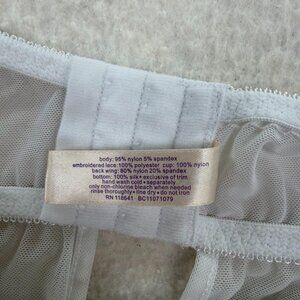 body: 95% nylon 5% spandex
embroidered lace: 100% polyester cup: 100% nylon
back wing: 80% nylon 20% spandex
bottom: 100% silk • exclusive of trim
hand wash cold • separately
only non-chlorine bleach when needed
rinse thoroughly • line dry • do not iron
RN 118641 BC11071079